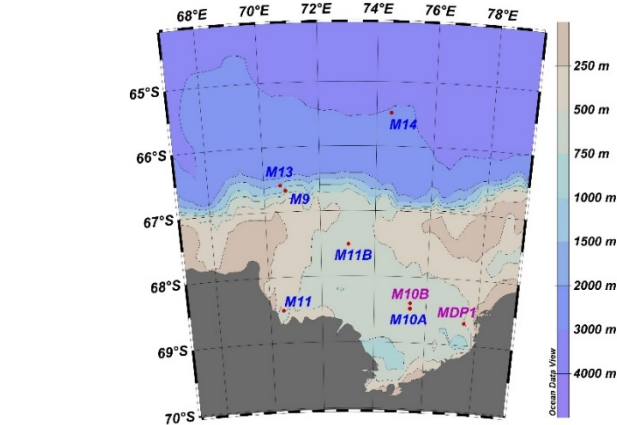 68°E 70°E 72°E 74°E 76°E 78°E
65°S
66°S
67°S
68°S
69°S
70°S
M14
M13
M9
M11B
M11
M10B
M10A
MDP1
250 m
500 m
750 m
1000 m
1500 m
2000 m
3000 m
4000 m
Ocean Data View